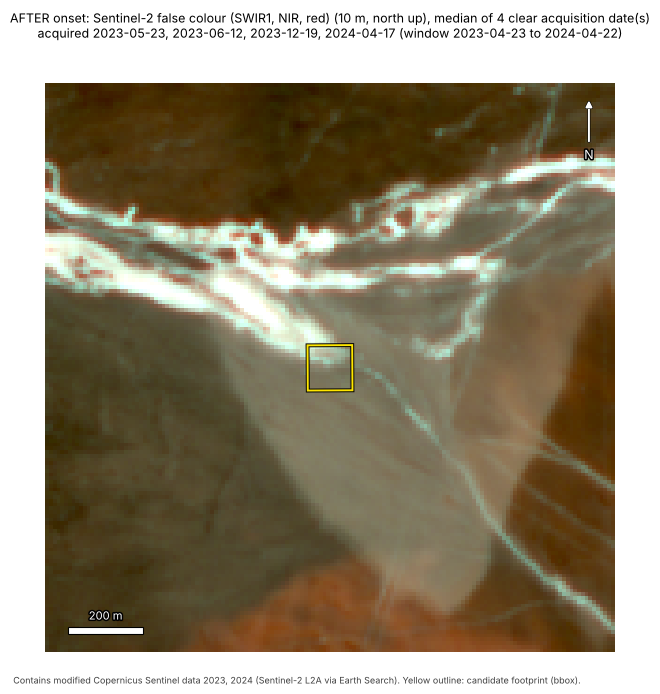 AFTER onset: Sentinel-2 false colour (SWIR1, NIR, red) (10 m, north up), median of 4 clear acquisition date(s)
acquired 2023-05-23, 2023-06-12, 2023-12-19, 2024-04-17 (window 2023-04-23 to 2024-04-22)
N
200 m
Contains modified Copernicus Sentinel data 2023, 2024 (Sentinel-2 L2A via Earth Search). Yellow outline: candidate footprint (bbox).